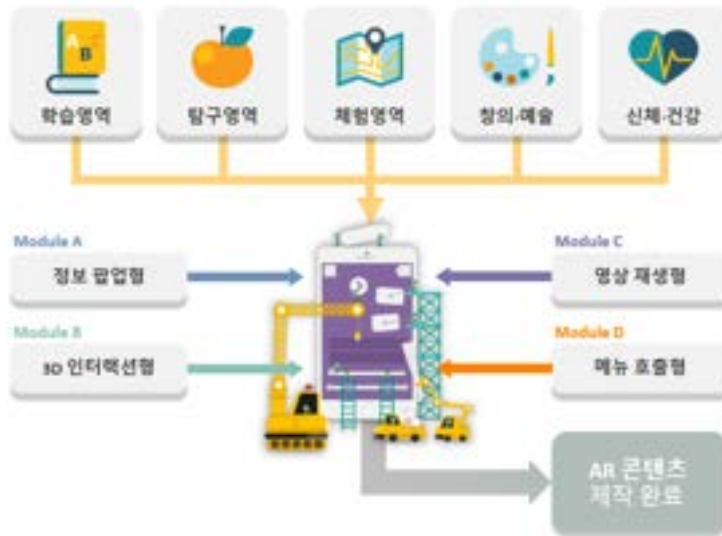 A
B
학습영역
탐구영역
체험영역
창의·예술
신체·건강
Module A
정보 팝업형
Module C
영상 재생형
Module B
3D 인터랙션형
Module D
메뉴 호출형
AR 콘텐츠
제작 완료